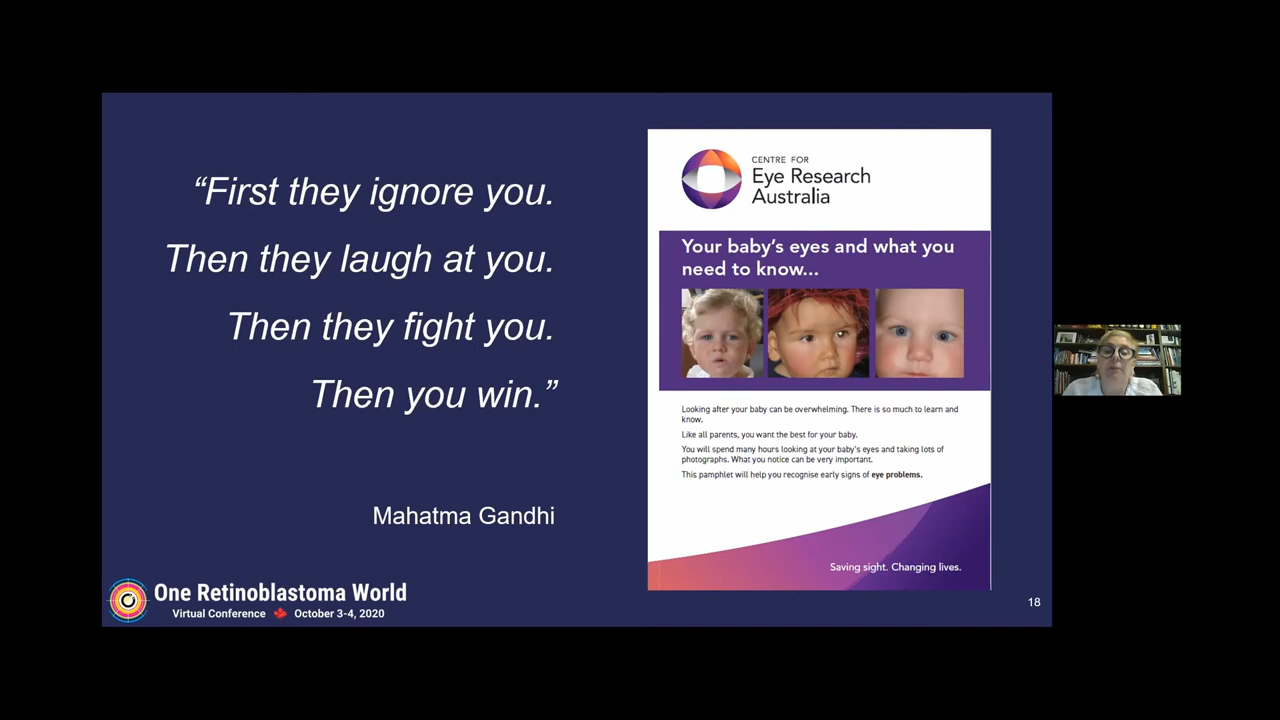 “First they ignore you.
Then they laugh at you.
Then they fight you.
Then you win.”
Mahatma Gandhi
CENTRE FOR
Eye Research
Australia
Your baby’s eyes and what you
need to know...
Looking after your baby can be overwhelming. There is so much to learn and
know.
Like all parents, you want the best for your baby.
You will spend many hours looking at your baby’s eyes and taking lots of
photographs. What you notice can be very important.
This pamphlet will help you recognise early signs of eye problems.
Saving sight. Changing lives.
One Retinoblastoma World
Virtual Conference October 3-4, 2020
18